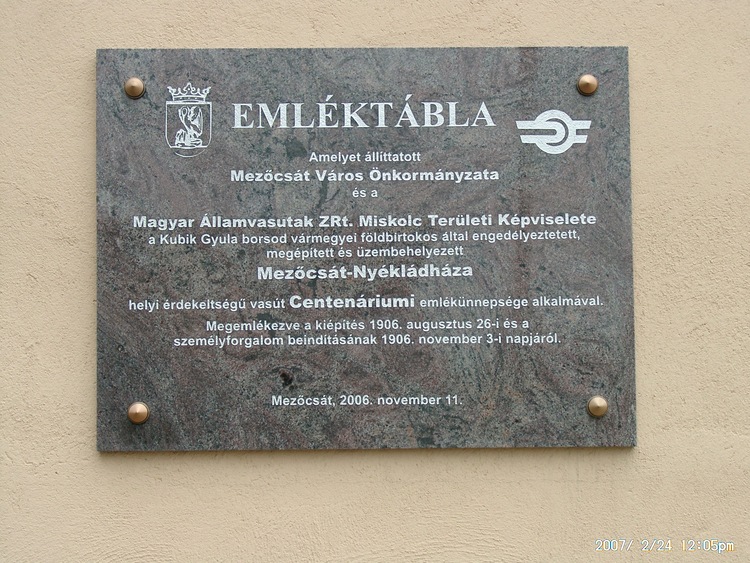 EMLÉKTÁBLA
Amelyet állíttatott
Mezőcsát Város Önkormányzata
és a
Magyar Államvasutak ZRt. Miskolc Területi Képviselete
a Kubik Gyula borsod vármegyei földbirtokos által engedélyeztetett,
megépített és üzembehelyezett
Mezőcsát-Nyékládháza
helyi érdekeltségű vasút Centenáriumi emlékünnepsége alkalmával.
Megemlékezve a kiépítés 1906. augusztus 26-i és a
személyforgalom beindításának 1906. november 3-i napjáról.
Mezőcsát, 2006. november 11.
2007/ 2/24 12:05pm